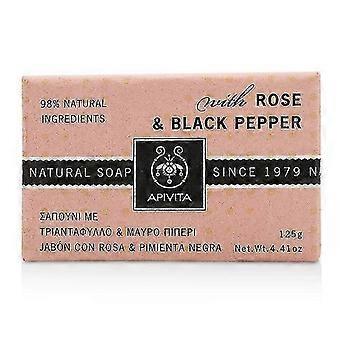 98% NATURAL
INGREDIENTS
with ROSE
& BLACK PEPPER
NATURAL SOAP
SINCE 1979 NA
APIVITA
ΣΑΠΟΥΝΙ ΜΕ
ΤΡΙΑΝΤΑΦΥΛΛΟ & ΜΑΥΡΟ ΠΙΠΕΡΙ
JABÓN CON ROSA & PIMIENTA NEGRA
125g
Net.Wt. 4.41oz